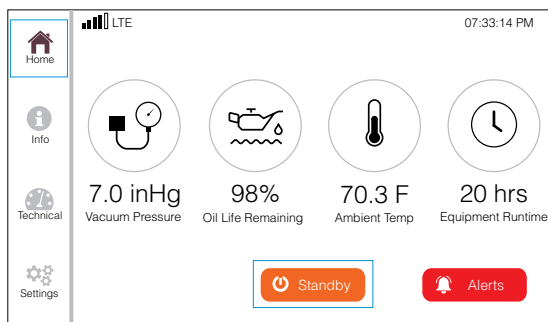 LTE
07:33:14 PM
Home
Info
Technical
Settings
7.0 inHg
Vacuum Pressure
98%
Oil Life Remaining
70.3 F
Ambient Temp
20 hrs
Equipment Runtime
Standby
Alerts